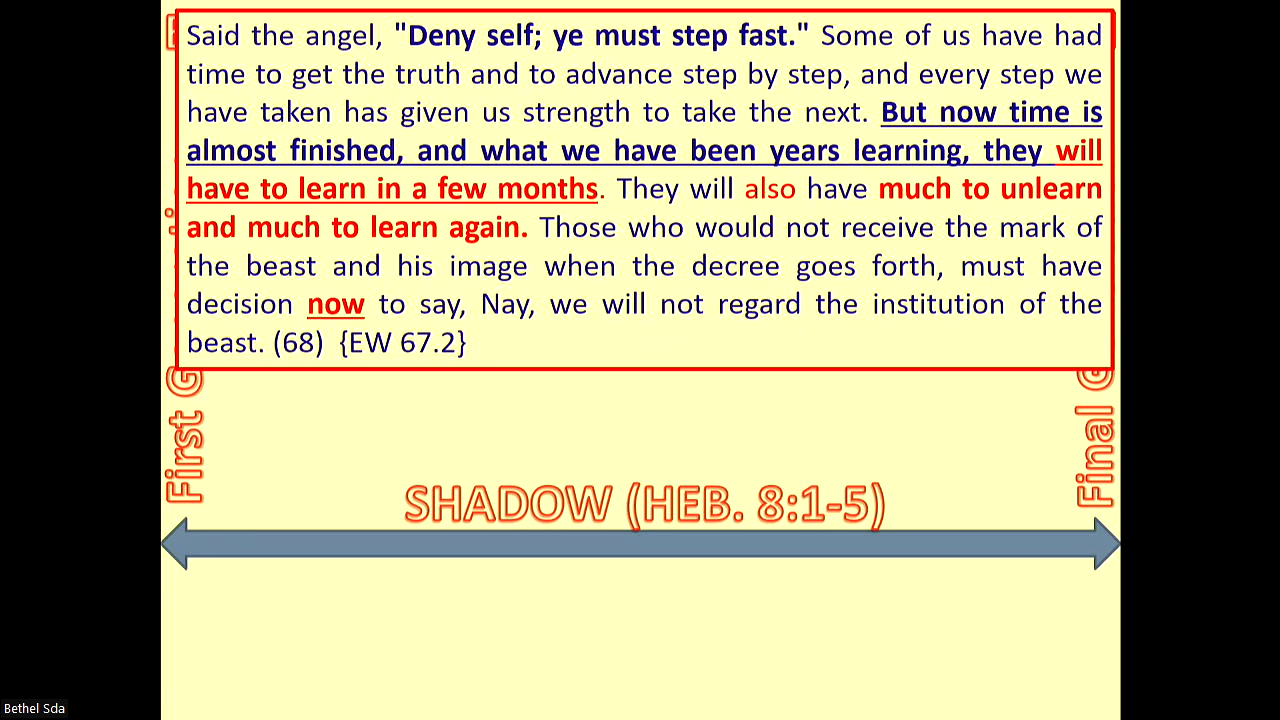 Said the angel, "Deny self; ye must step fast." Some of us have had
time to get the truth and to advance step by step, and every step we
have taken has given us strength to take the next. But now time is
almost finished, and what we have been years learning, they will
have to learn in a few months. They will also have much to unlearn
and much to learn again. Those who would not receive the mark of
the beast and his image when the decree goes forth, must have
decision now to say, Nay, we will not regard the institution of the
beast. (68) {EW 67.2}
First G
Final G
SHADOW (HEB. 8:1-5)
Bethel Sda